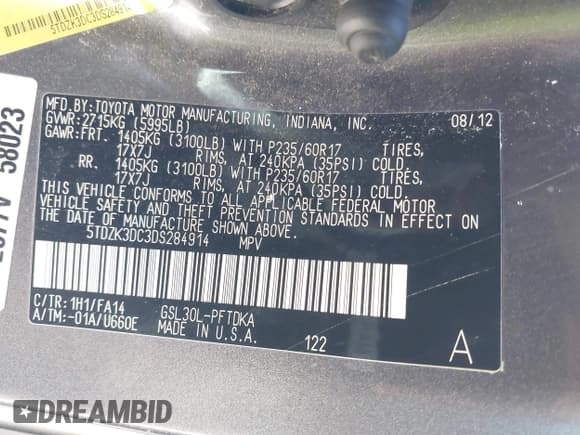 5TDZK3DC3DS284914
58023
MFD.BY:TOYOTA MOTOR MANUFACTURING, INDIANA, INC. 08/12
GVWR:2715KG (5995LB)
GAWR:FRT. 1405KG (3100LB) WITH P235/60R17 TIRES,
17X7J RIMS, AT 240KPA (35PSI) COLD
RR. 1405KG (3100LB) WITH P235/60R17 TIRES,
17X7J RIMS, AT 240KPA (35PSI) COLD
THIS VEHICLE CONFORMS TO ALL APPLICABLE FEDERAL MOTOR
VEHICLE SAFETY AND THEFT PREVENTION STANDARDS IN EFFECT ON
THE DATE OF MANUFACTURE SHOWN ABOVE.
5TDZK3DC3DS284914 MPV
C/TR:1H1/FA14 GSL30L-PFTDKA
A/TM:-01A/U660E MADE IN U.S.A. 122 A
DREAMBID